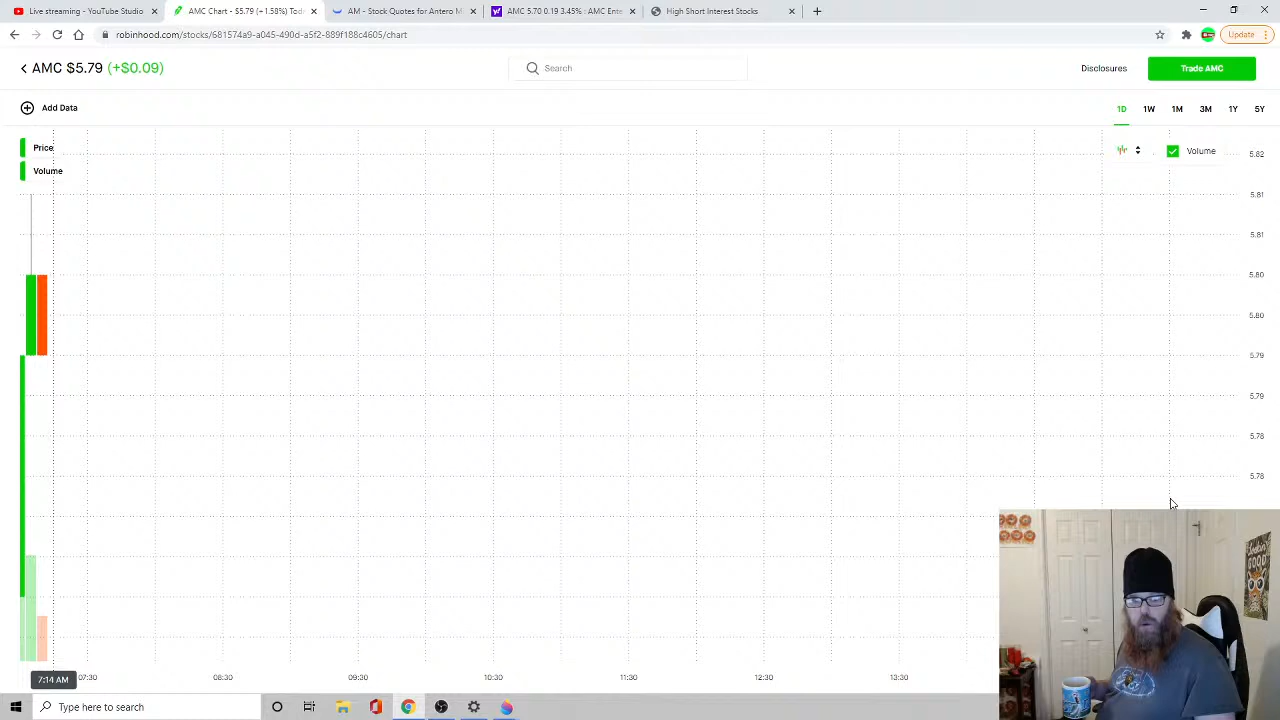 Live streaming - YouTube Studio
AMC Chart - $5.79 (+1.58%) Toda
AM - Stock Quotes for Antero M
AMC 5.70 0.19 3.45% : AMC Ente
High Short Interest Stocks
robinhood.com/stocks/681574a9-a045-490d-a5f2-889f188c4605/chart
Update
AMC $5.79 (+$0.09)
Search
Disclosures
Trade AMC
Add Data
1D 1W 1M 3M 1Y 5Y
Price
Volume
Volume
5.82
5.81
5.81
5.80
5.80
5.79
5.79
5.78
5.78
7:14 AM
07:30 08:30 09:30 10:30 11:30 12:30 13:30
Type here to search